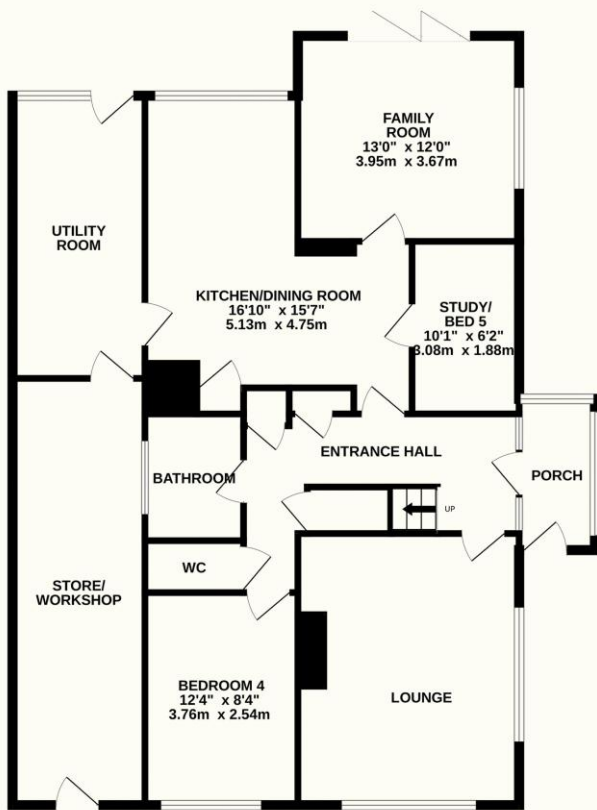 FAMILY
ROOM
13'0" x 12'0"
3.95m x 3.67m
UTILITY
ROOM
KITCHEN/DINING ROOM
16'10" x 15'7"
5.13m x 4.75m
STUDY/
BED 5
10'1" x 6'2"
3.08m x 1.88m
ENTRANCE HALL
BATHROOM
PORCH
UP
WC
STORE/
WORKSHOP
BEDROOM 4
12'4" x 8'4"
3.76m x 2.54m
LOUNGE